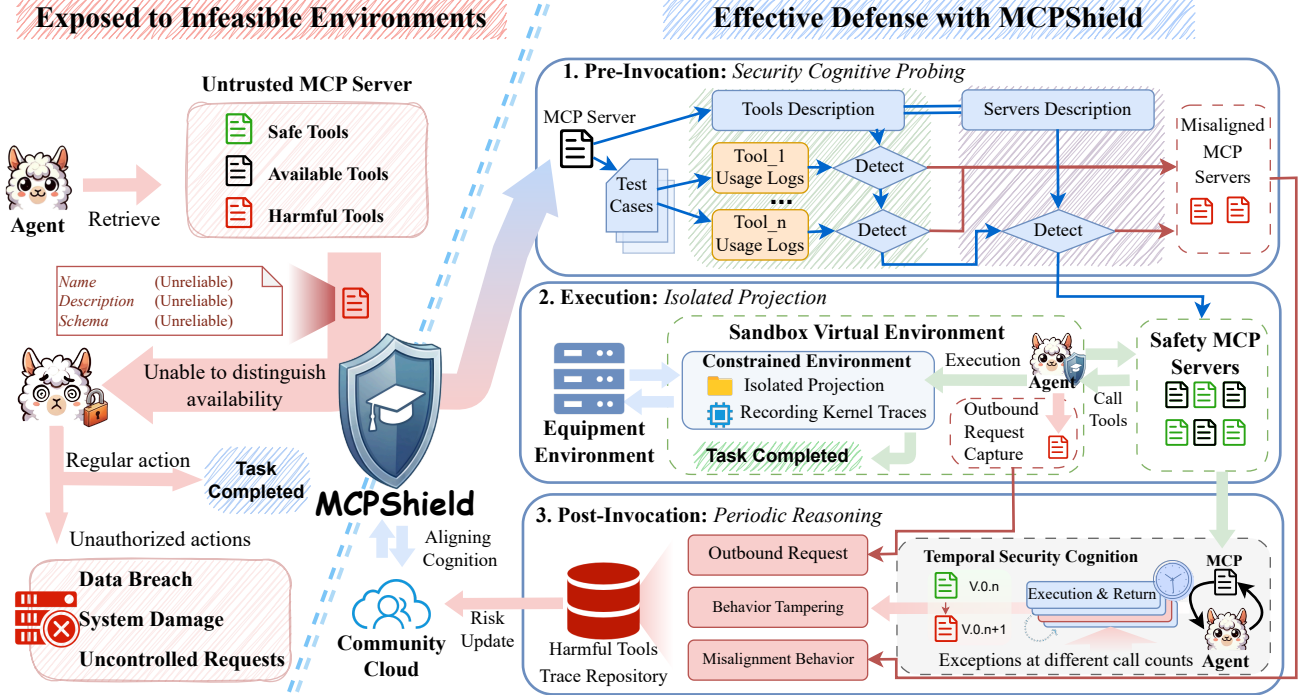 Exposed to Infeasible Environments
Untrusted MCP Server
Safe Tools
Available Tools
Harmful Tools
Agent
Retrieve
Name (Unreliable)
Description (Unreliable)
Schema (Unreliable)
Unable to distinguish
availability
Regular action
Task
Completed
Unauthorized actions
Data Breach
System Damage
Uncontrolled Requests
MCPShield
Aligning
Cognition
Community
Cloud
Risk
Update
Effective Defense with MCPShield
1. Pre-Invocation: Security Cognitive Probing
MCP Server
Test
Cases
Tools Description
Servers Description
Tool_1
Usage Logs
...
Tool_n
Usage Logs
Detect
Detect
Detect
Misaligned
MCP
Servers
2. Execution: Isolated Projection
Equipment
Environment
Sandbox Virtual Environment
Constrained Environment
Isolated Projection
Recording Kernel Traces
Task Completed
Execution
Agent
Call
Tools
Outbound
Request
Capture
Safety MCP
Servers
3. Post-Invocation: Periodic Reasoning
Harmful Tools
Trace Repository
Outbound Request
Behavior Tampering
Misalignment Behavior
Temporal Security Cognition
V.0.n
V.0.n+1
Execution & Return
Exceptions at different call counts
MCP
Agent